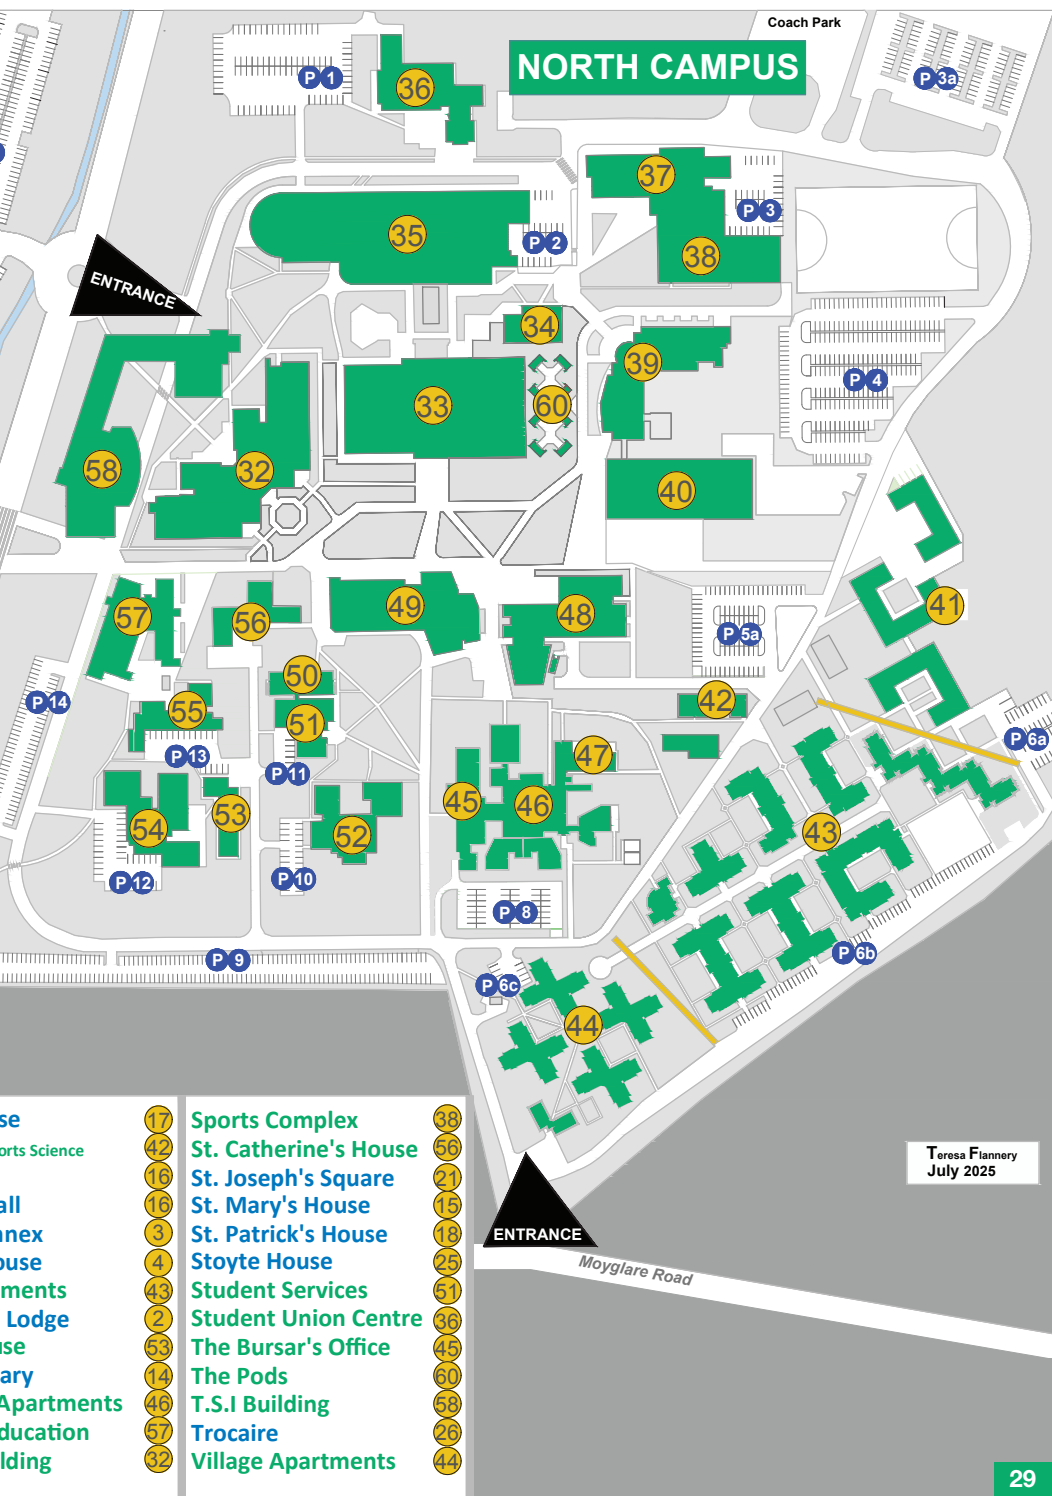 Coach Park
NORTH CAMPUS
P 1
36
P 3a
37
P 3
35
P 2
38
ENTRANCE
34
39
P 4
33
60
58
32
40
57
56
49
48
41
P 5a
50
P 14
55
51
42
P 13
P 11
47
P 6a
45
46
54
53
52
43
P 12
P 10
P 8
P 9
P 6b
P 6c
44
se 17
orts Science 42
16
all 16
nnex 3
ouse 4
ments 43
Lodge 2
use 53
ary 14
Apartments 46
ducation 57
lding 32
Sports Complex 38
St. Catherine's House 56
St. Joseph's Square 21
St. Mary's House 15
St. Patrick's House 18
Stoyte House 25
Student Services 51
Student Union Centre 36
The Bursar's Office 45
The Pods 60
T.S.I Building 58
Trocaire 26
Village Apartments 44
ENTRANCE
Moyglare Road
Teresa Flannery
July 2025
29